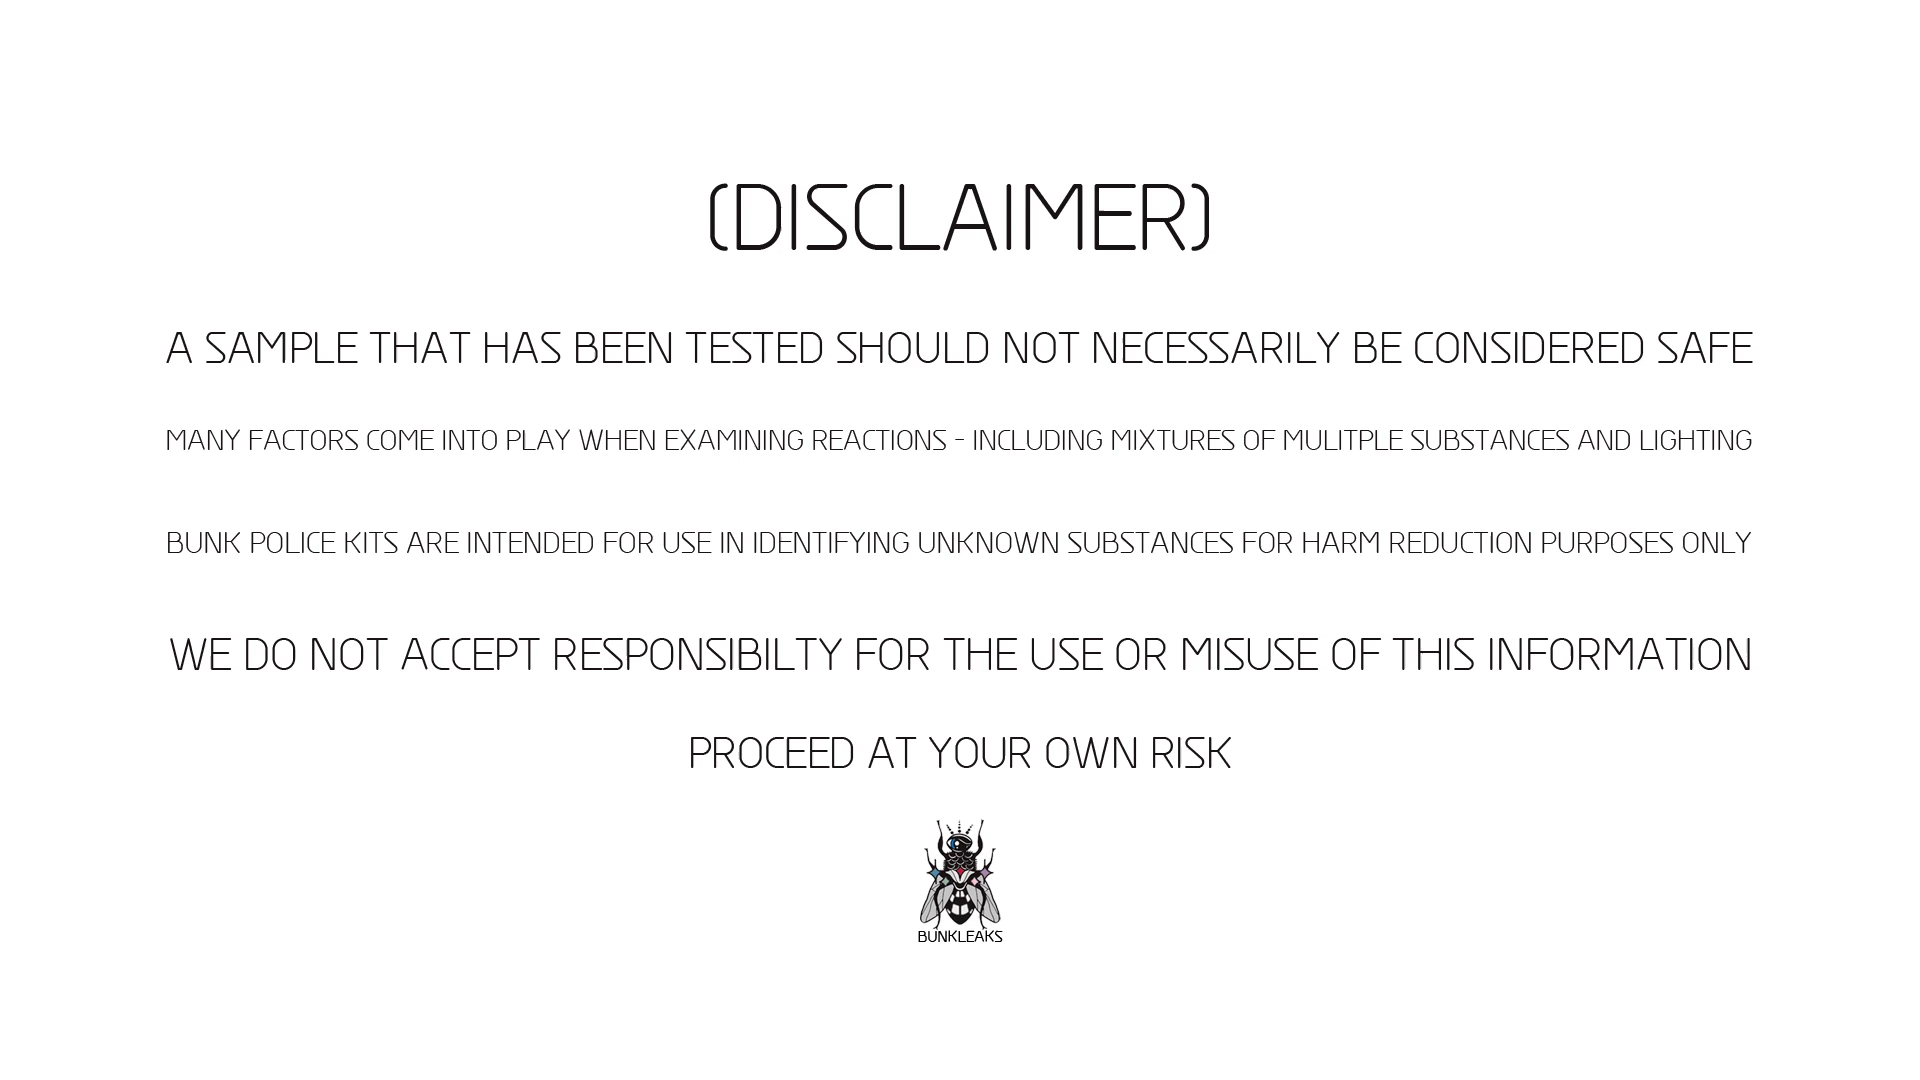 (DISCLAIMER)
A SAMPLE THAT HAS BEEN TESTED SHOULD NOT NECESSARILY BE CONSIDERED SAFE
MANY FACTORS COME INTO PLAY WHEN EXAMINING REACTIONS - INCLUDING MIXTURES OF MULITPLE SUBSTANCES AND LIGHTING
BUNK POLICE KITS ARE INTENDED FOR USE IN IDENTIFYING UNKNOWN SUBSTANCES FOR HARM REDUCTION PURPOSES ONLY
WE DO NOT ACCEPT RESPONSIBILTY FOR THE USE OR MISUSE OF THIS INFORMATION
PROCEED AT YOUR OWN RISK
BUNKLEAKS